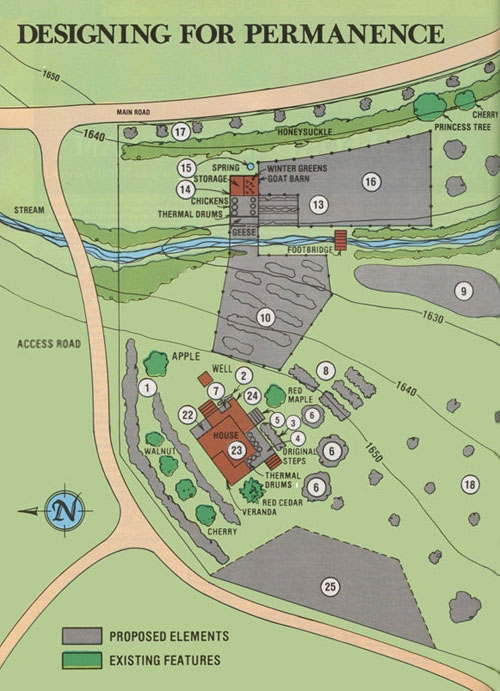 DESIGNING FOR PERMANENCE
1650
MAIN ROAD
1640
17
HONEYSUCKLE
CHERRY
PRINCESS TREE
15
SPRING
WINTER GREENS
STORAGE
GOAT BARN
16
14
CHICKENS
13
THERMAL DRUMS
STREAM
GEESE
FOOTBRIDGE
9
10
1630
ACCESS ROAD
APPLE
WELL
2
8
1640
1
7
24
RED
MAPLE
22
5
3
6
HOUSE
4
1650
23
ORIGINAL
STEPS
6
WALNUT
THERMAL
DRUMS
6
18
RED CEDAR
VERANDA
N
CHERRY
25
PROPOSED ELEMENTS
EXISTING FEATURES